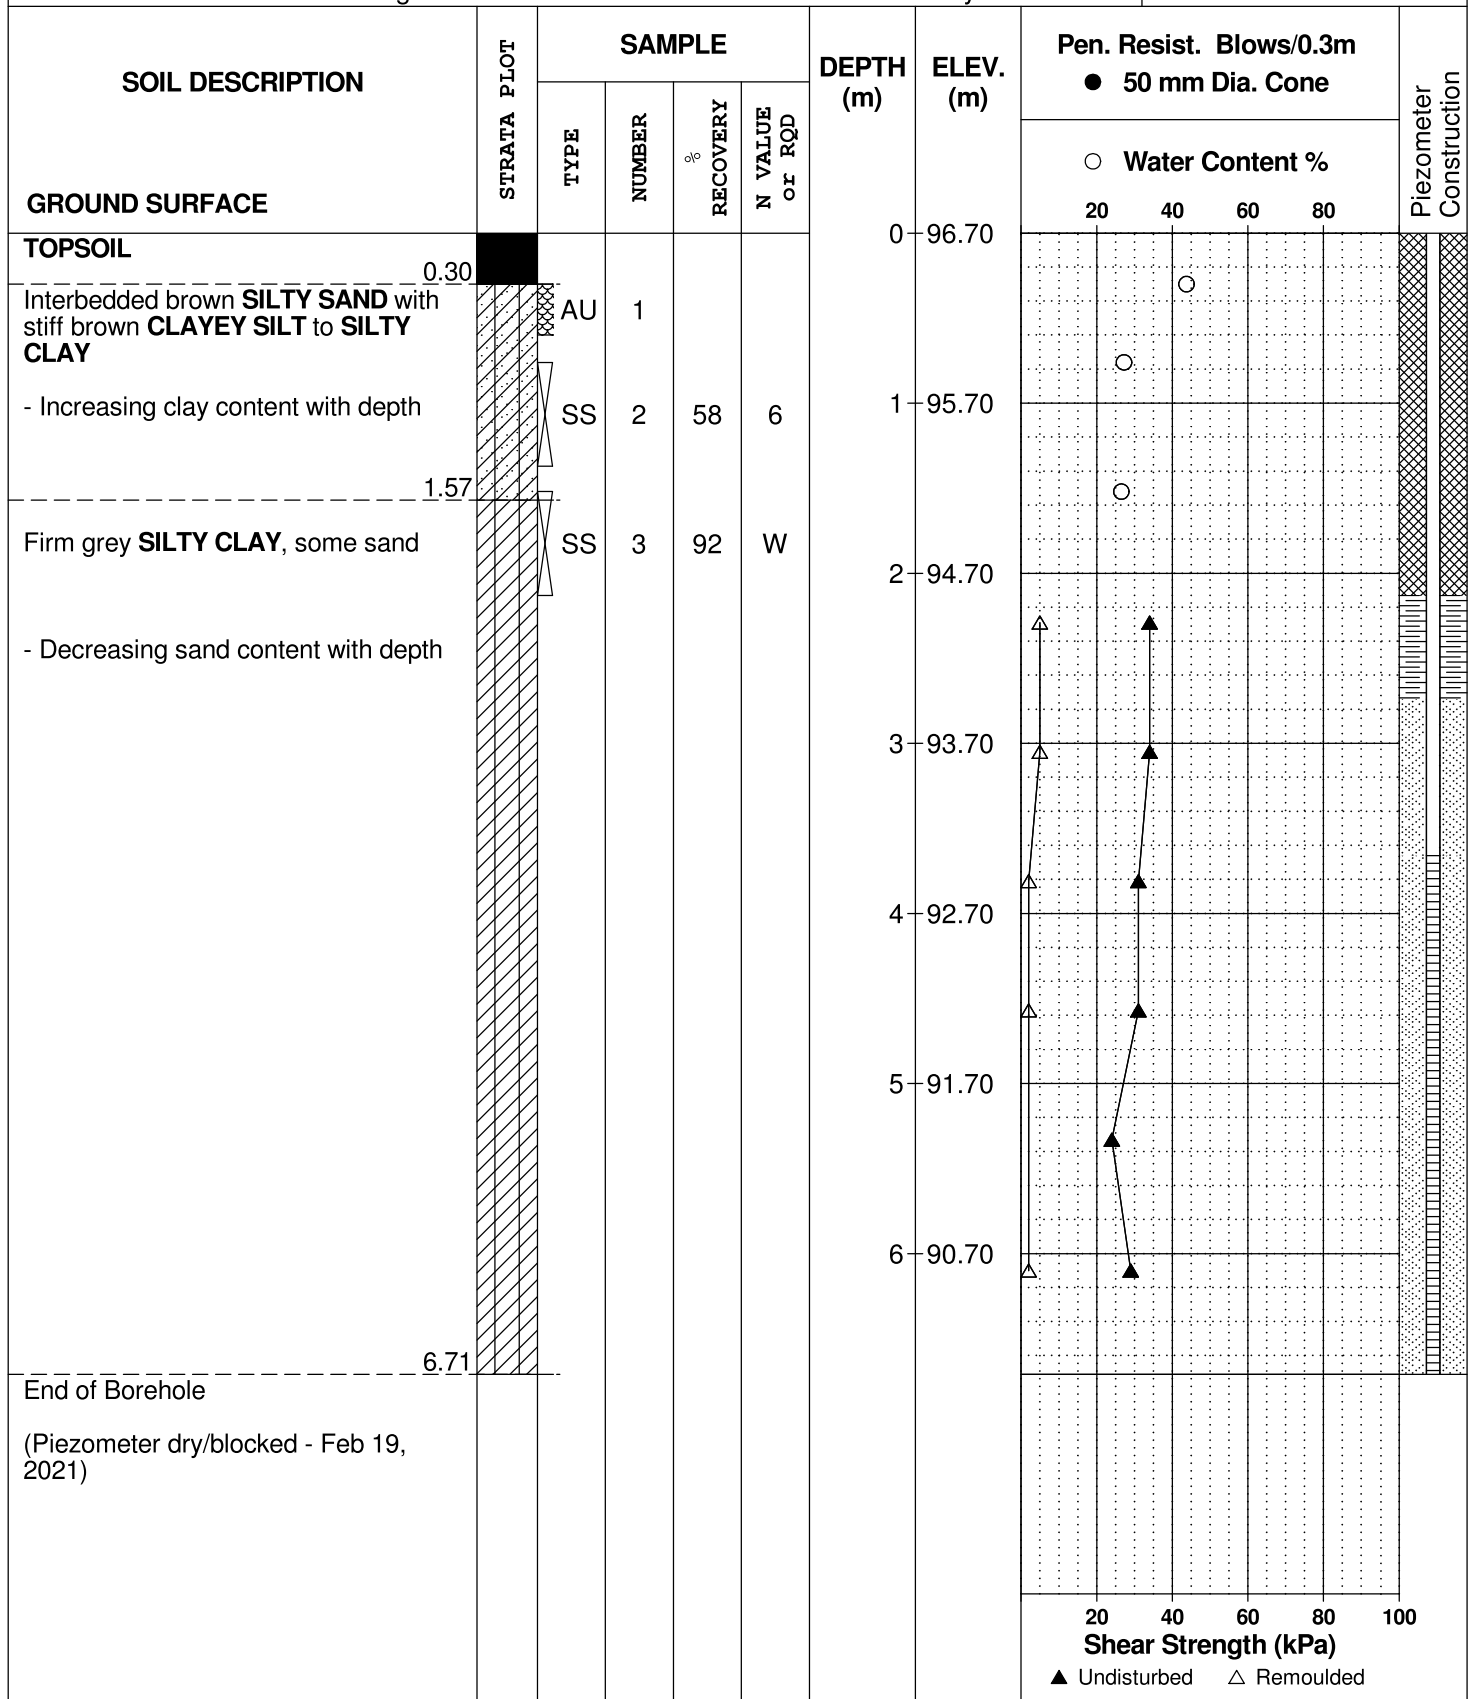 SOIL DESCRIPTION
GROUND SURFACE
STRATA PLOT
SAMPLE
TYPE
NUMBER
% RECOVERY
N VALUE
or RQD
DEPTH
(m)
ELEV.
(m)
Pen. Resist. Blows/0.3m
● 50 mm Dia. Cone
○ Water Content %
20 40 60 80
Piezometer
Construction
TOPSOIL
0.30
Interbedded brown SILTY SAND with
stiff brown CLAYEY SILT to SILTY
CLAY
- Increasing clay content with depth
1.57
Firm grey SILTY CLAY, some sand
- Decreasing sand content with depth
6.71
End of Borehole
(Piezometer dry/blocked - Feb 19,
2021)
AU 1
SS 2 58 6
SS 3 92 W
0 96.70
1 95.70
2 94.70
3 93.70
4 92.70
5 91.70
6 90.70
20 40 60 80 100
Shear Strength (kPa)
▲ Undisturbed △ Remoulded